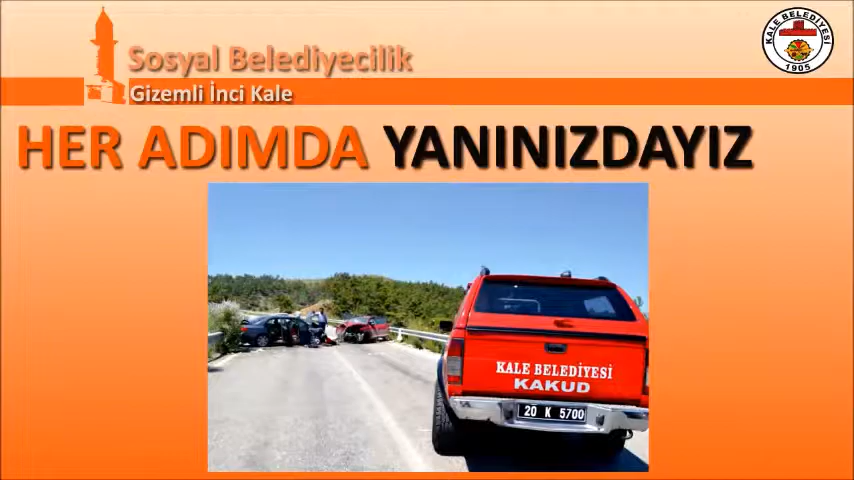 Sosyal Belediyecilik
Gizemli İnci Kale
KALE BELEDİYESİ
1905
HER ADIMDA YANINIZDAYIZ
KALE BELEDİYESİ
KAKUD
20 K 5700